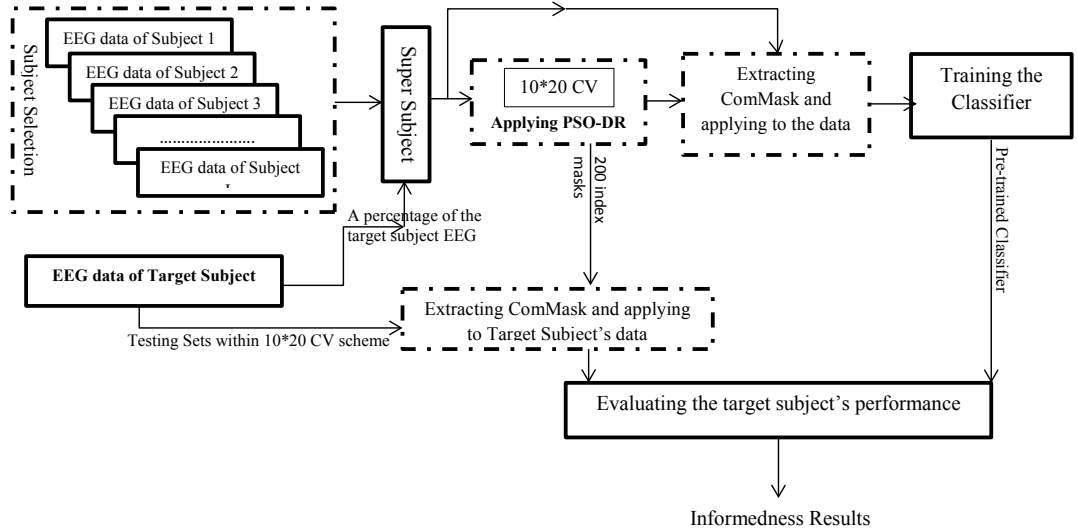 Subject Selection
EEG data of Subject 1
EEG data of Subject 2
EEG data of Subject 3
........................
EEG data of Subject
Super Subject
10*20 CV
Applying PSO-DR
Extracting
ComMask and
applying to the data
Training the
Classifier
200 index
masks
Pre-trained Classifier
A percentage of the
target subject EEG
EEG data of Target Subject
Testing Sets within 10*20 CV scheme
Extracting ComMask and applying
to Target Subject's data
Evaluating the target subject's performance
Informedness Results